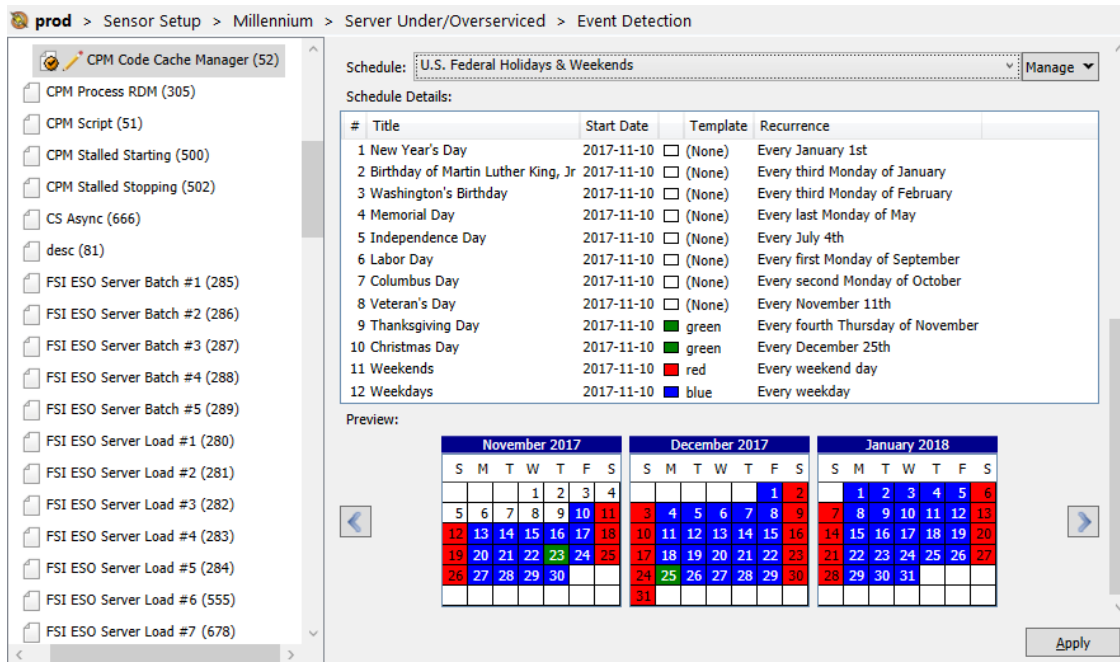 prod > Sensor Setup > Millennium > Server Under/Overserviced > Event Detection
CPM Code Cache Manager (52)
CPM Process RDM (305)
CPM Script (51)
CPM Stalled Starting (500)
CPM Stalled Stopping (502)
CS Async (666)
desc (81)
FSI ESO Server Batch #1 (285)
FSI ESO Server Batch #2 (286)
FSI ESO Server Batch #3 (287)
FSI ESO Server Batch #4 (288)
FSI ESO Server Batch #5 (289)
FSI ESO Server Load #1 (280)
FSI ESO Server Load #2 (281)
FSI ESO Server Load #3 (282)
FSI ESO Server Load #4 (283)
FSI ESO Server Load #5 (284)
FSI ESO Server Load #6 (555)
FSI ESO Server Load #7 (678)
Schedule: U.S. Federal Holidays & Weekends Manage
Schedule Details:
# Title Start Date Template Recurrence
1 New Year's Day 2017-11-10 (None) Every January 1st
2 Birthday of Martin Luther King, Jr 2017-11-10 (None) Every third Monday of January
3 Washington's Birthday 2017-11-10 (None) Every third Monday of February
4 Memorial Day 2017-11-10 (None) Every last Monday of May
5 Independence Day 2017-11-10 (None) Every July 4th
6 Labor Day 2017-11-10 (None) Every first Monday of September
7 Columbus Day 2017-11-10 (None) Every second Monday of October
8 Veteran's Day 2017-11-10 (None) Every November 11th
9 Thanksgiving Day 2017-11-10 green Every fourth Thursday of November
10 Christmas Day 2017-11-10 green Every December 25th
11 Weekends 2017-11-10 red Every weekend day
12 Weekdays 2017-11-10 blue Every weekday
Preview:
November 2017
S M T W T F S
1 2 3 4
5 6 7 8 9 10 11
12 13 14 15 16 17 18
19 20 21 22 23 24 25
26 27 28 29 30
December 2017
S M T W T F S
1 2
3 4 5 6 7 8 9
10 11 12 13 14 15 16
17 18 19 20 21 22 23
24 25 26 27 28 29 30
31
January 2018
S M T W T F S
1 2 3 4 5 6
7 8 9 10 11 12 13
14 15 16 17 18 19 20
21 22 23 24 25 26 27
28 29 30 31
Apply